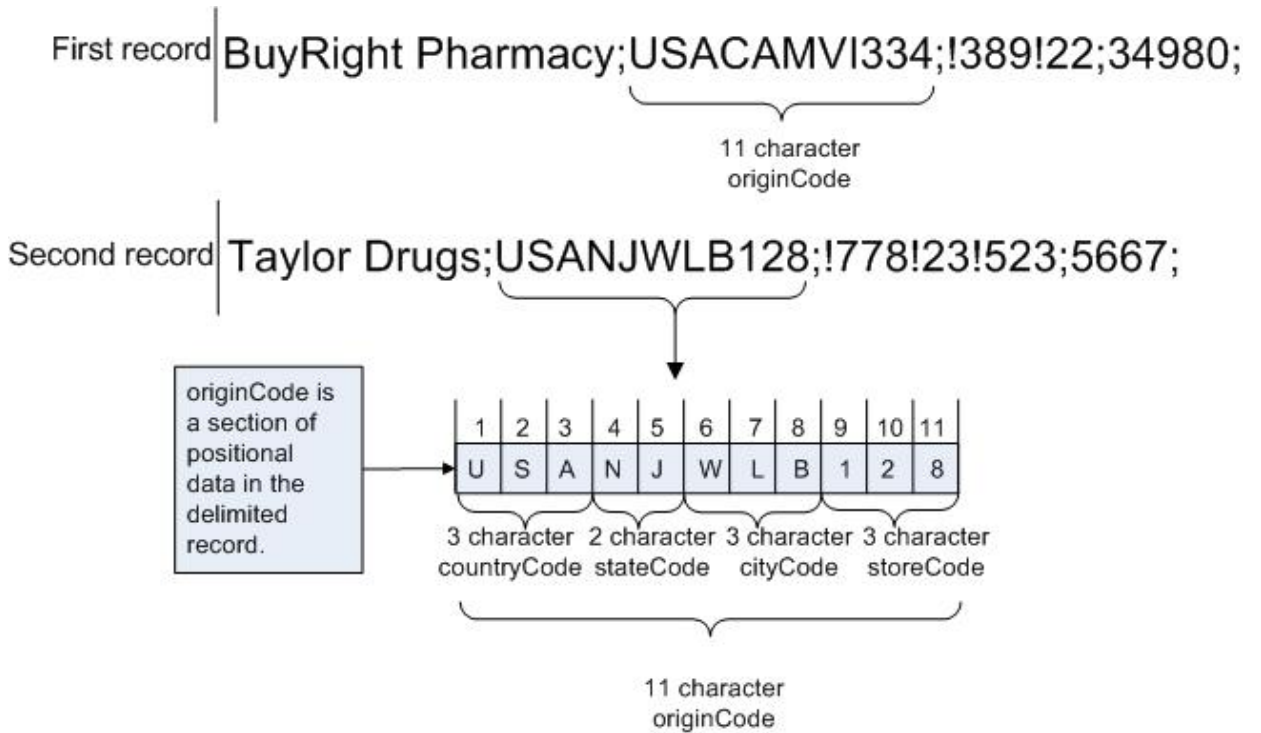 First record BuyRight Pharmacy;USACAMVI334;!389!22;34980;
11 character
originCode
Second record Taylor Drugs;USANJWLB128;!778!23!523;5667;
originCode is
a section of
positional
data in the
delimited
record.
1 2 3 4 5 6 7 8 9 10 11
U S A N J W L B 1 2 8
3 character 2 character 3 character 3 character
countryCode stateCode cityCode storeCode
11 character
originCode